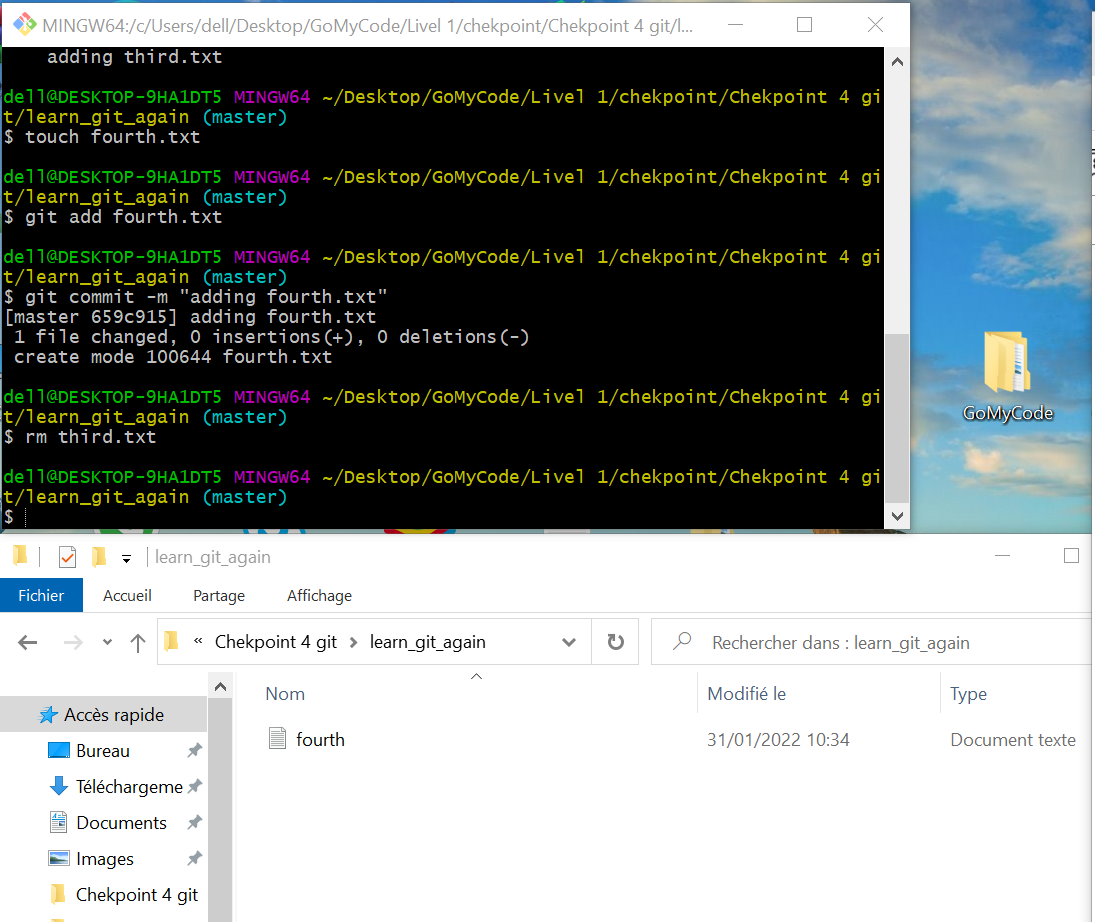 MINGW64:/c/Users/dell/Desktop/GoMyCode/Livel 1/chekpoint/Chekpoint 4 git/l...
adding third.txt
dell@DESKTOP-9HA1DT5 MINGW64 ~/Desktop/GoMyCode/Livel 1/chekpoint/Chekpoint 4 gi
t/learn_git_again (master)
$ touch fourth.txt
dell@DESKTOP-9HA1DT5 MINGW64 ~/Desktop/GoMyCode/Livel 1/chekpoint/Chekpoint 4 gi
t/learn_git_again (master)
$ git add fourth.txt
dell@DESKTOP-9HA1DT5 MINGW64 ~/Desktop/GoMyCode/Livel 1/chekpoint/Chekpoint 4 gi
t/learn_git_again (master)
$ git commit -m "adding fourth.txt"
[master 659c915] adding fourth.txt
1 file changed, 0 insertions(+), 0 deletions(-)
create mode 100644 fourth.txt
dell@DESKTOP-9HA1DT5 MINGW64 ~/Desktop/GoMyCode/Livel 1/chekpoint/Chekpoint 4 gi
t/learn_git_again (master)
$ rm third.txt
dell@DESKTOP-9HA1DT5 MINGW64 ~/Desktop/GoMyCode/Livel 1/chekpoint/Chekpoint 4 gi
t/learn_git_again (master)
$
GoMyCode
learn_git_again
Fichier Accueil Partage Affichage
« Chekpoint 4 git > learn_git_again
Rechercher dans : learn_git_again
Nom Modifié le Type
fourth 31/01/2022 10:34 Document texte
Accès rapide
Bureau
Téléchargeme
Documents
Images
Chekpoint 4 git